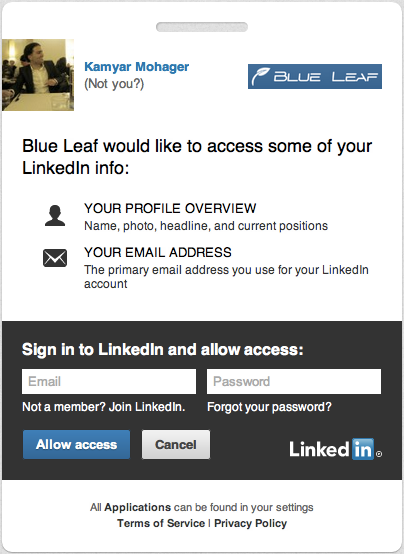 Kamyar Mohager
(Not you?)
BLUE LEAF
Blue Leaf would like to access some of your
LinkedIn info:
YOUR PROFILE OVERVIEW
Name, photo, headline, and current positions
YOUR EMAIL ADDRESS
The primary email address you use for your LinkedIn
account
Sign in to LinkedIn and allow access:
Email
Password
Not a member? Join LinkedIn.
Forgot your password?
Allow access
Cancel
Linked in®
All Applications can be found in your settings
Terms of Service | Privacy Policy